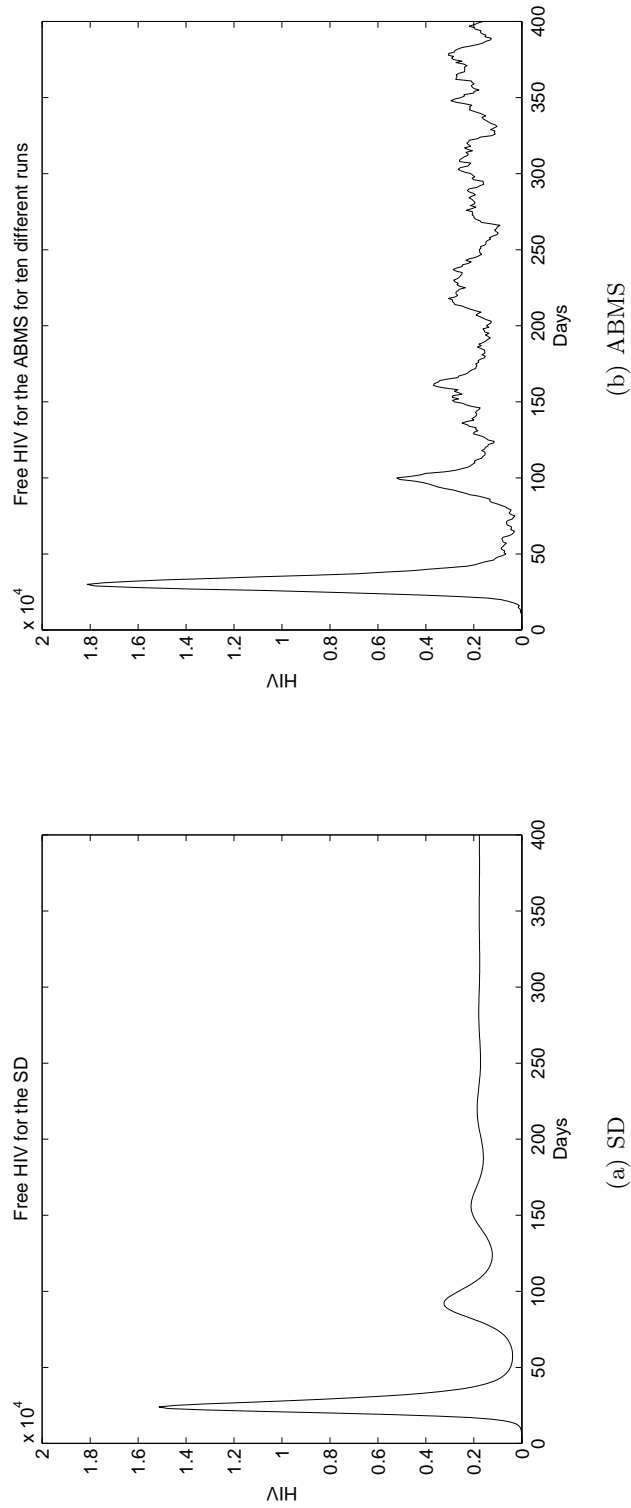 Free HIV for the SD
x 10^4
2
1.8
1.6
1.4
1.2
1
0.8
0.6
0.4
0.2
0
HIV
0 50 100 150 200 250 300 350 400
Days
(a) SD
Free HIV for the ABMS for ten different runs
x 10^4
2
1.8
1.6
1.4
1.2
1
0.8
0.6
0.4
0.2
0
HIV
0 50 100 150 200 250 300 350 400
Days
(b) ABMS